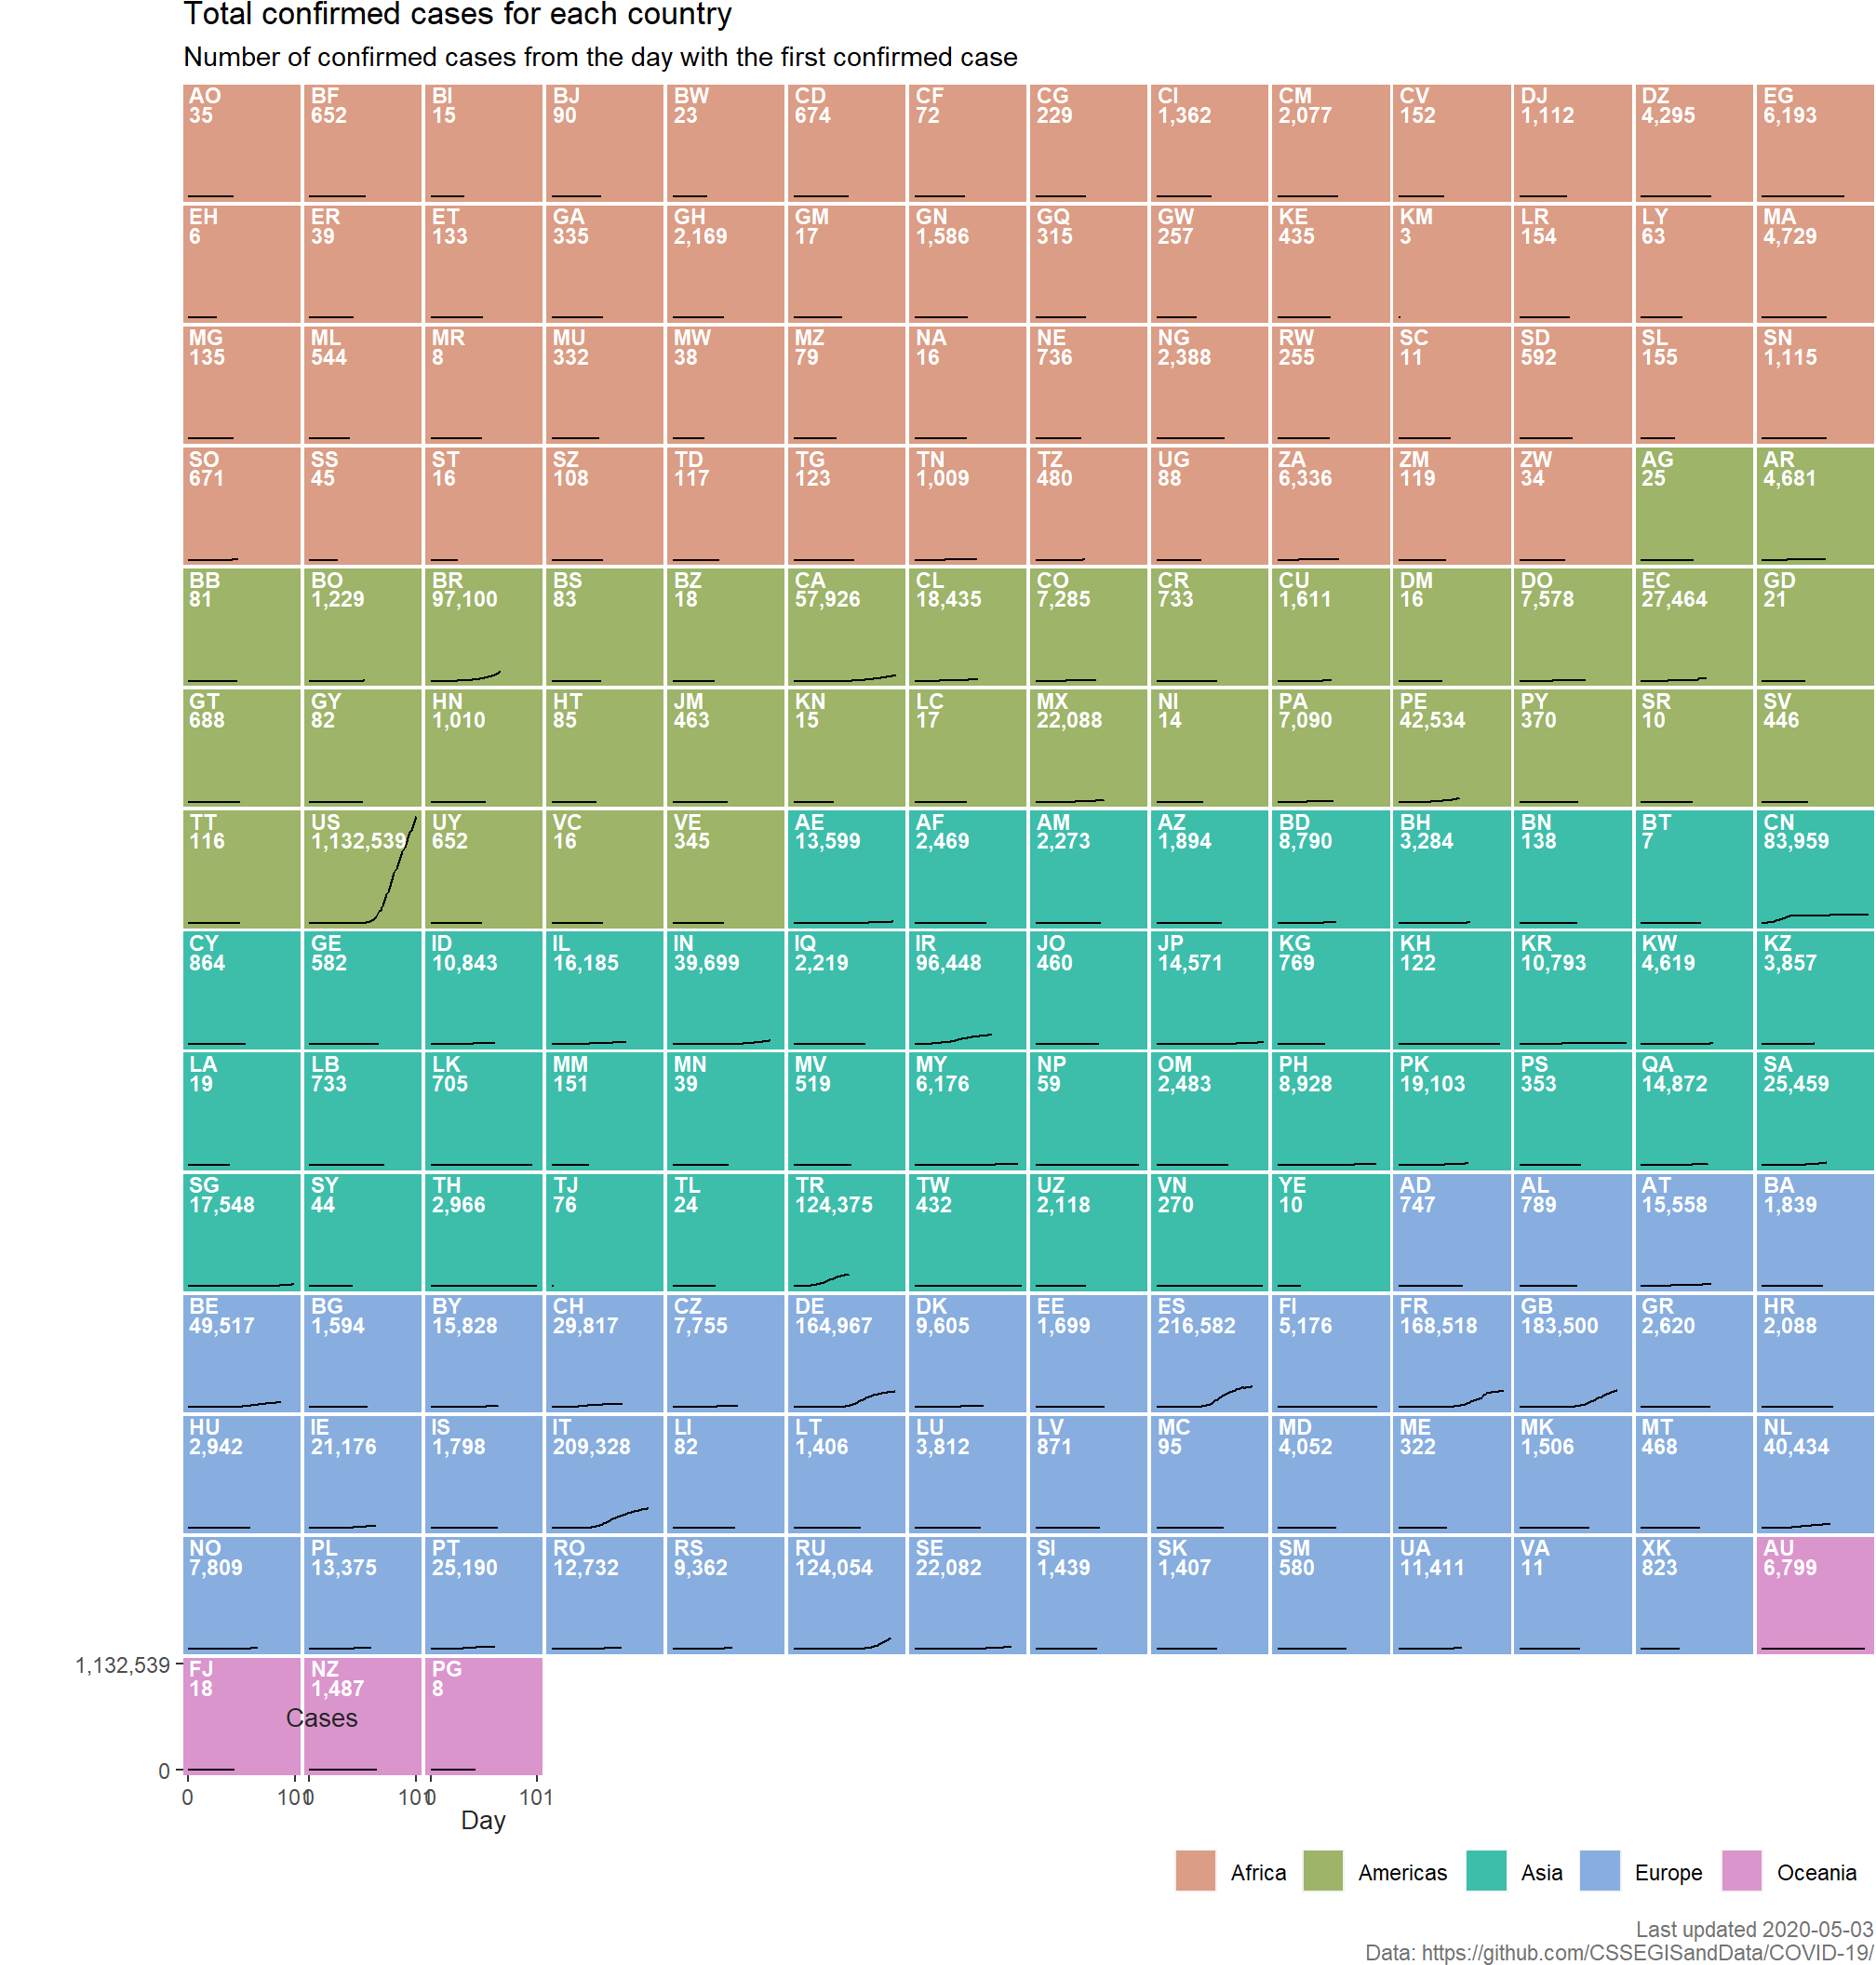 Total confirmed cases for each country
Number of confirmed cases from the day with the first confirmed case
AO BF BI BJ BW CD CF CG CI CM CV DJ DZ EG
35 652 15 90 23 674 72 229 1,362 2,077 152 1,112 4,295 6,193
EH ER ET GA GH GM GN GQ GW KE KM LR LY MA
6 39 133 335 2,169 17 1,586 315 257 435 3 154 63 4,729
MG ML MR MU MW MZ NA NE NG RW SC SD SL SN
135 544 8 332 38 79 16 736 2,388 255 11 592 155 1,115
SO SS ST SZ TD TG TN TZ UG ZA ZM ZW AG AR
671 45 16 108 117 123 1,009 480 88 6,336 119 34 25 4,681
BB BO BR BS BZ CA CL CO CR CU DM DO EC GD
81 1,229 97,100 83 18 57,926 18,435 7,285 733 1,611 16 7,578 27,464 21
GT GY HN HT JM KN LC MX NI PA PE PY SR SV
688 82 1,010 85 463 15 17 22,088 14 7,090 42,534 370 10 446
TT US UY VC VE AE AF AM AZ BD BH BN BT CN
116 1,132,539 652 16 345 13,599 2,469 2,273 1,894 8,790 3,284 138 7 83,959
CY GE ID IL IN IQ IR JO JP KG KH KR KW KZ
864 582 10,843 16,185 39,699 2,219 96,448 460 14,571 769 122 10,793 4,619 3,857
LA LB LK MM MN MV MY NP OM PH PK PS QA SA
19 733 705 151 39 519 6,176 59 2,483 8,928 19,103 353 14,872 25,459
SG SY TH TJ TL TR TW UZ VN YE AD AL AT BA
17,548 44 2,966 76 24 124,375 432 2,118 270 10 747 789 15,558 1,839
BE BG BY CH CZ DE DK EE ES FI FR GB GR HR
49,517 1,594 15,828 29,817 7,755 164,967 9,605 1,699 216,582 5,176 168,518 183,500 2,620 2,088
HU IE IS IT LI LT LU LV MC MD ME MK MT NL
2,942 21,176 1,798 209,328 82 1,406 3,812 871 95 4,052 322 1,506 468 40,434
NO PL PT RO RS RU SE SI SK SM UA VA XK AU
7,809 13,375 25,190 12,732 9,362 124,054 22,082 1,439 1,407 580 11,411 11 823 6,799
1,132,539
FJ NZ PG
18 1,487 8
Cases
0
0 101 0 101 0 101
Day
Africa Americas Asia Europe Oceania
Last updated 2020-05-03
Data: https://github.com/CSSEGISandData/COVID-19/